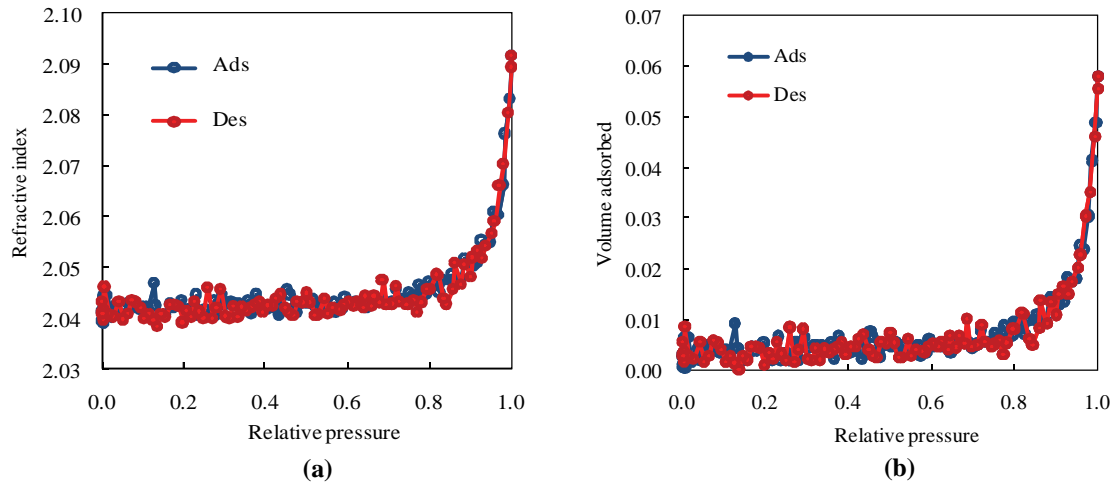 2.10
2.09
2.08
2.07
2.06
2.05
2.04
2.03
Refractive index
Ads
Des
0.0 0.2 0.4 0.6 0.8 1.0
Relative pressure
(a)
0.07
0.06
0.05
0.04
0.03
0.02
0.01
0.00
Volume adsorbed
Ads
Des
0.0 0.2 0.4 0.6 0.8 1.0
Relative pressure
(b)